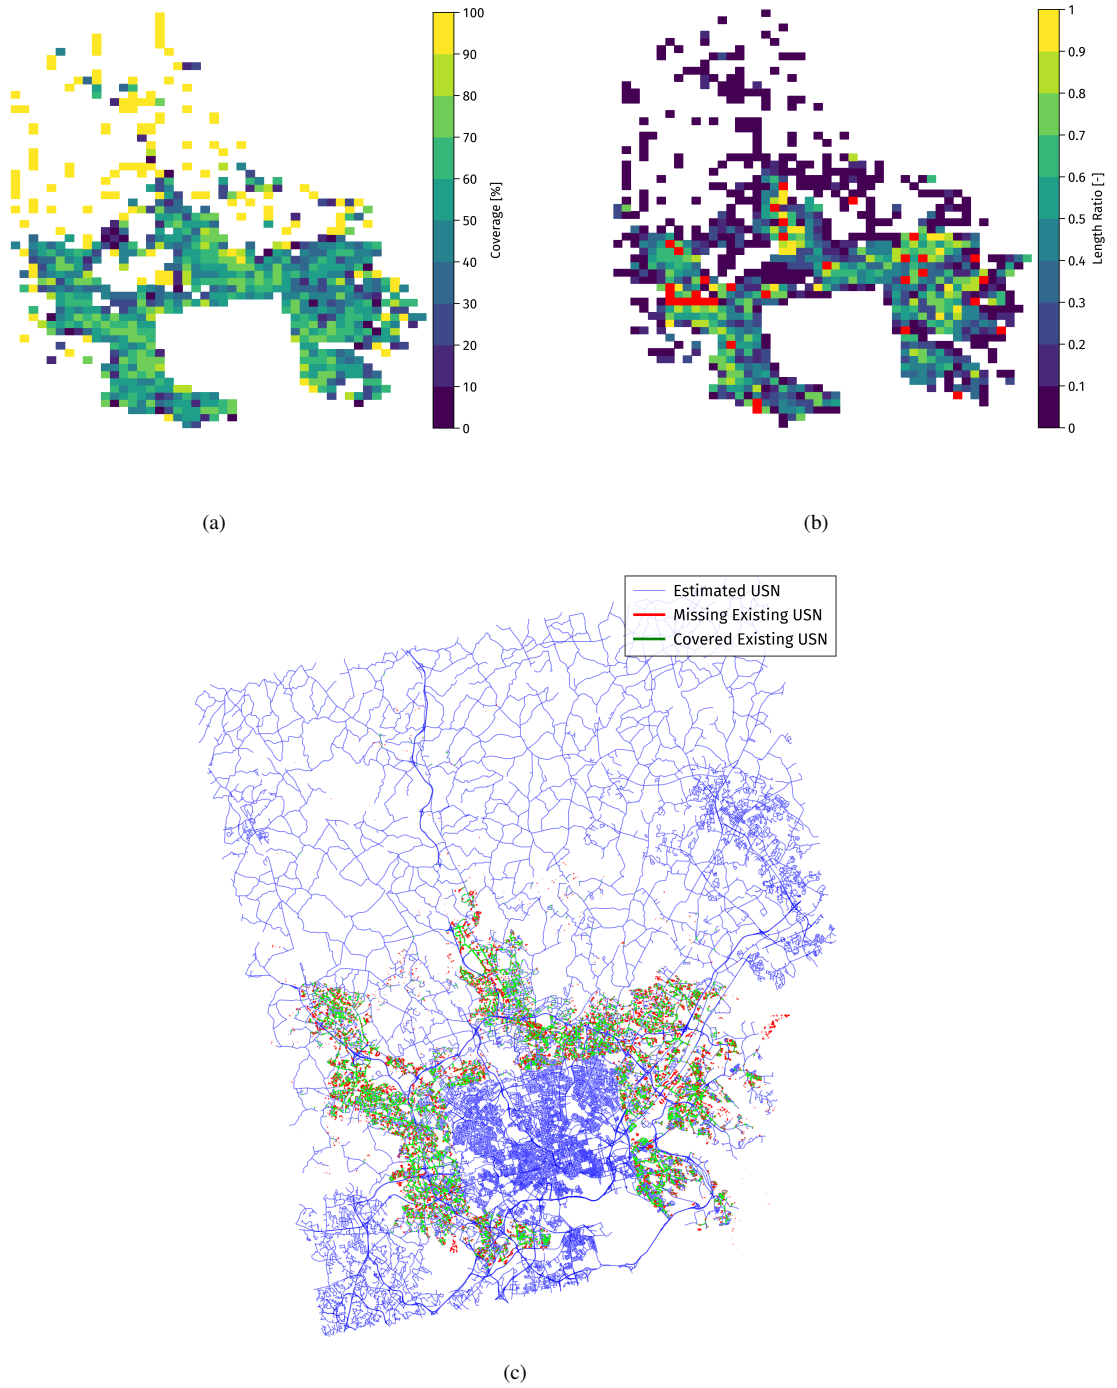 100
90
80
70
60
50
40
30
20
10
0
Coverage [%]
1
0.9
0.8
0.7
0.6
0.5
0.4
0.3
0.2
0.1
0
Length Ratio [-]
(a)
(b)
Estimated USN
Missing Existing USN
Covered Existing USN
(c)